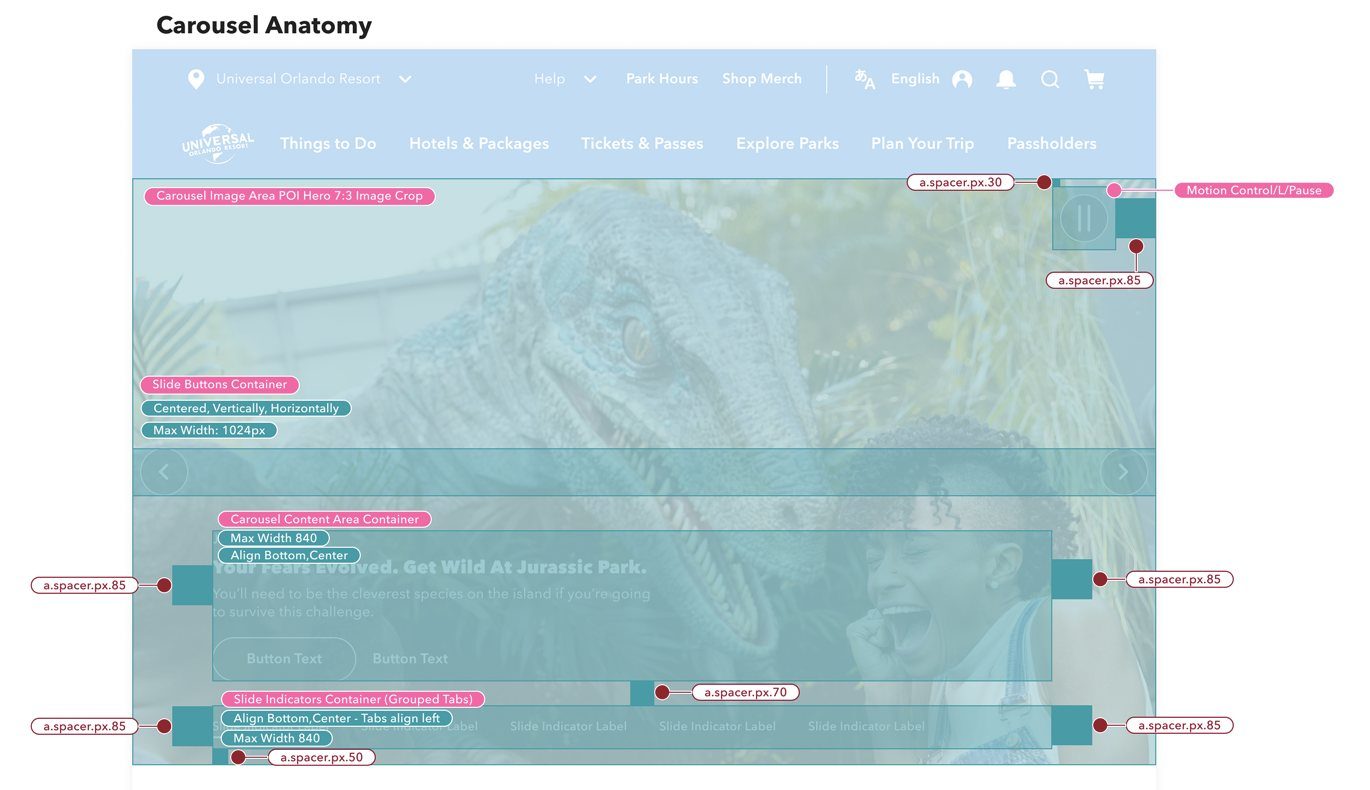 Carousel Anatomy
Universal Orlando Resort
Help
Park Hours
Shop Merch
あA
English
UNIVERSAL
ORLANDO RESORT
Things to Do
Hotels & Packages
Tickets & Passes
Explore Parks
Plan Your Trip
Passholders
a.spacer.px.30
Carousel Image Area POI Hero 7:3 Image Crop
Motion Control/L/Pause
a.spacer.px.85
Slide Buttons Container
Centered, Vertically, Horizontally
Max Width: 1024px
Carousel Content Area Container
Max Width 840
Align Bottom,Center
Your Fears Evolved. Get Wild At Jurassic Park.
a.spacer.px.85
a.spacer.px.85
You'll need to be the cleverest species on the island if you're going
to survive this challenge.
Button Text
Button Text
Slide Indicators Container (Grouped Tabs)
a.spacer.px.70
Align Bottom,Center - Tabs align left
a.spacer.px.85
Label
Slide Indicator Label
Slide Indicator Label
Slide Indicator Label
a.spacer.px.85
Max Width 840
a.spacer.px.50